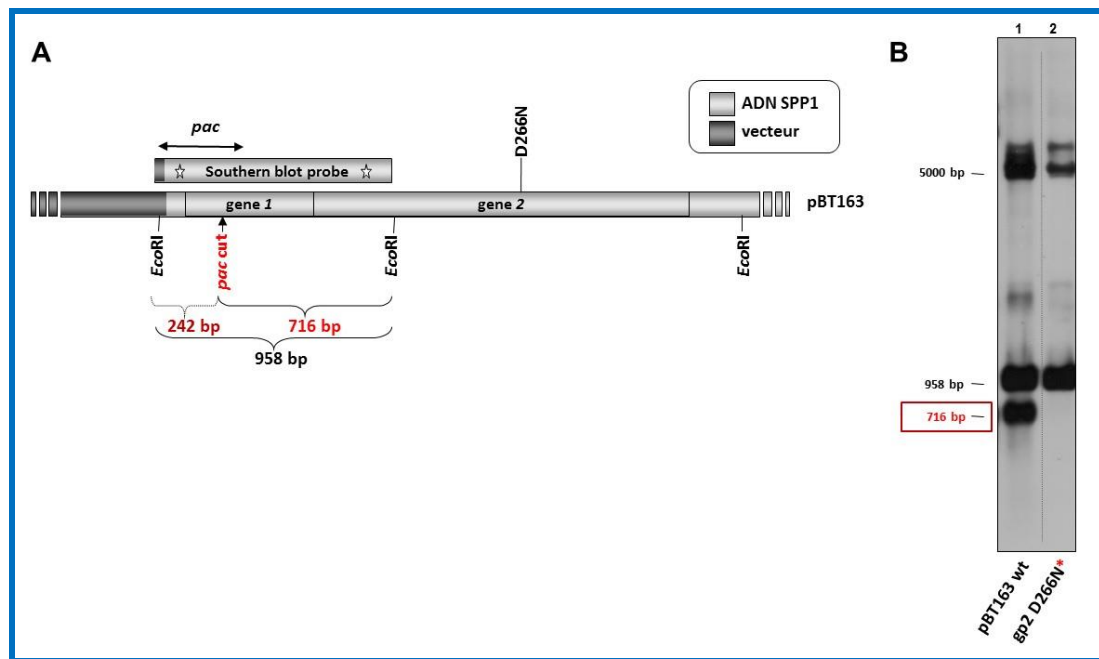 A
B
1 2
ADN SPP1
vecteur
pac
Southern blot probe
D266N
gene 1
gene 2
pBT163
EcoRI
pac cut
EcoRI
EcoRI
242 bp
716 bp
958 bp
5000 bp
958 bp
716 bp
pBT163 wt
gp2 D266N*